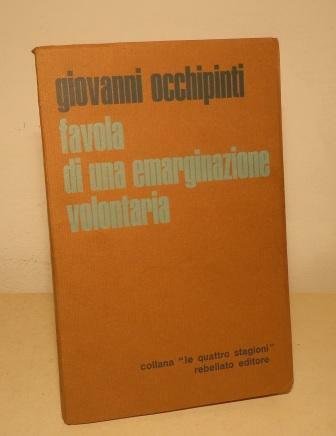 giovanni occhipinti
favola
di una emarginazione
volontaria
collana "le quattro stagioni"
rebellato editore